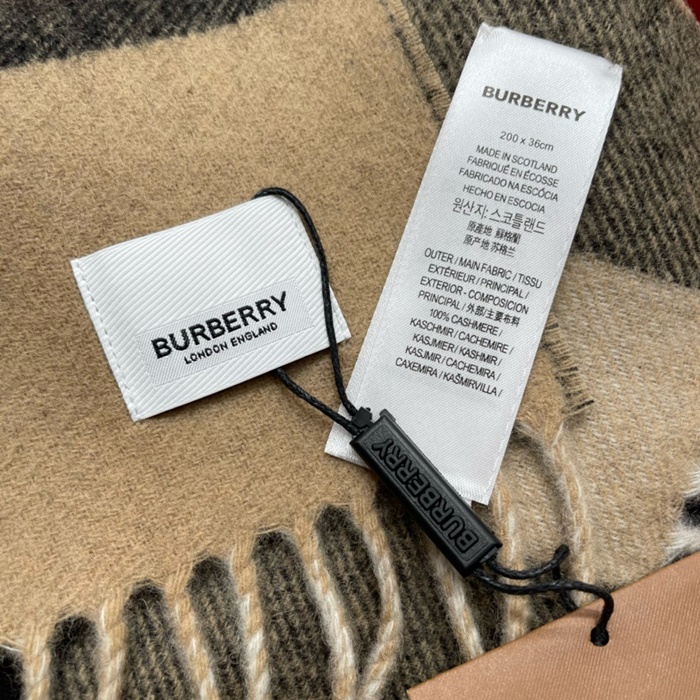 BURBERRY
LONDON ENGLAND
BURBERRY
200 x 36cm
MADE IN SCOTLAND
FABRIQUÉ EN ÉCOSSE
FABRICADO NA ESCÓCIA
HECHO EN ESCOCIA
원산지: 스코틀랜드
原產地 蘇格蘭
原产地 苏格兰
OUTER / MAIN FABRIC / TISSU
EXTÉRIEUR / PRINCIPAL /
EXTERIOR - COMPOSICION
PRINCIPAL / 外部/主要布料
100% CASHMERE /
KASCHMIR / CACHEMIRE /
KASJMIER / KASHMIR /
KASJMIR / CACHEMIRA /
CAXEMIRA / KAŠMIRVILLA /
BURBERRY